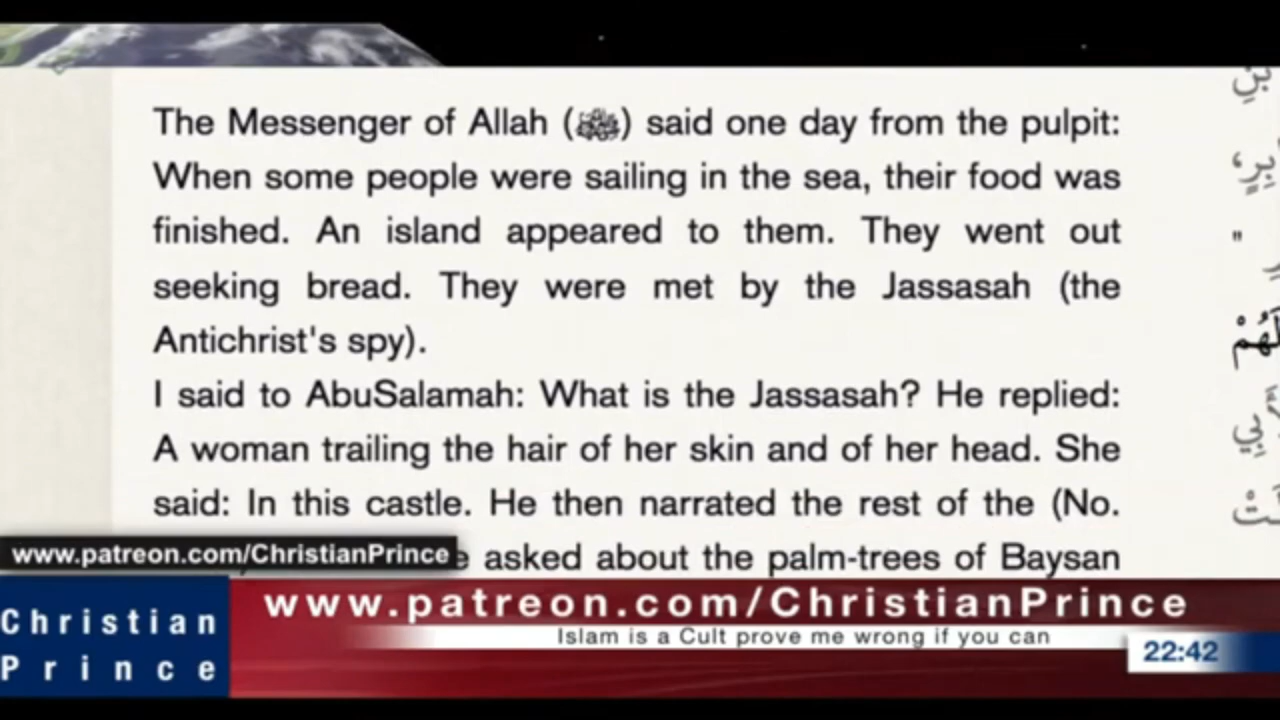 The Messenger of Allah (ﷺ) said one day from the pulpit:
When some people were sailing in the sea, their food was
finished. An island appeared to them. They went out
seeking bread. They were met by the Jassasah (the
Antichrist's spy).
I said to AbuSalamah: What is the Jassasah? He replied:
A woman trailing the hair of her skin and of her head. She
said: In this castle. He then narrated the rest of the (No.
asked about the palm-trees of Baysan
www.patreon.com/ChristianPrince
www.patreon.com/ChristianPrince
Islam is a Cult prove me wrong if you can
Christian
Prince
22:42